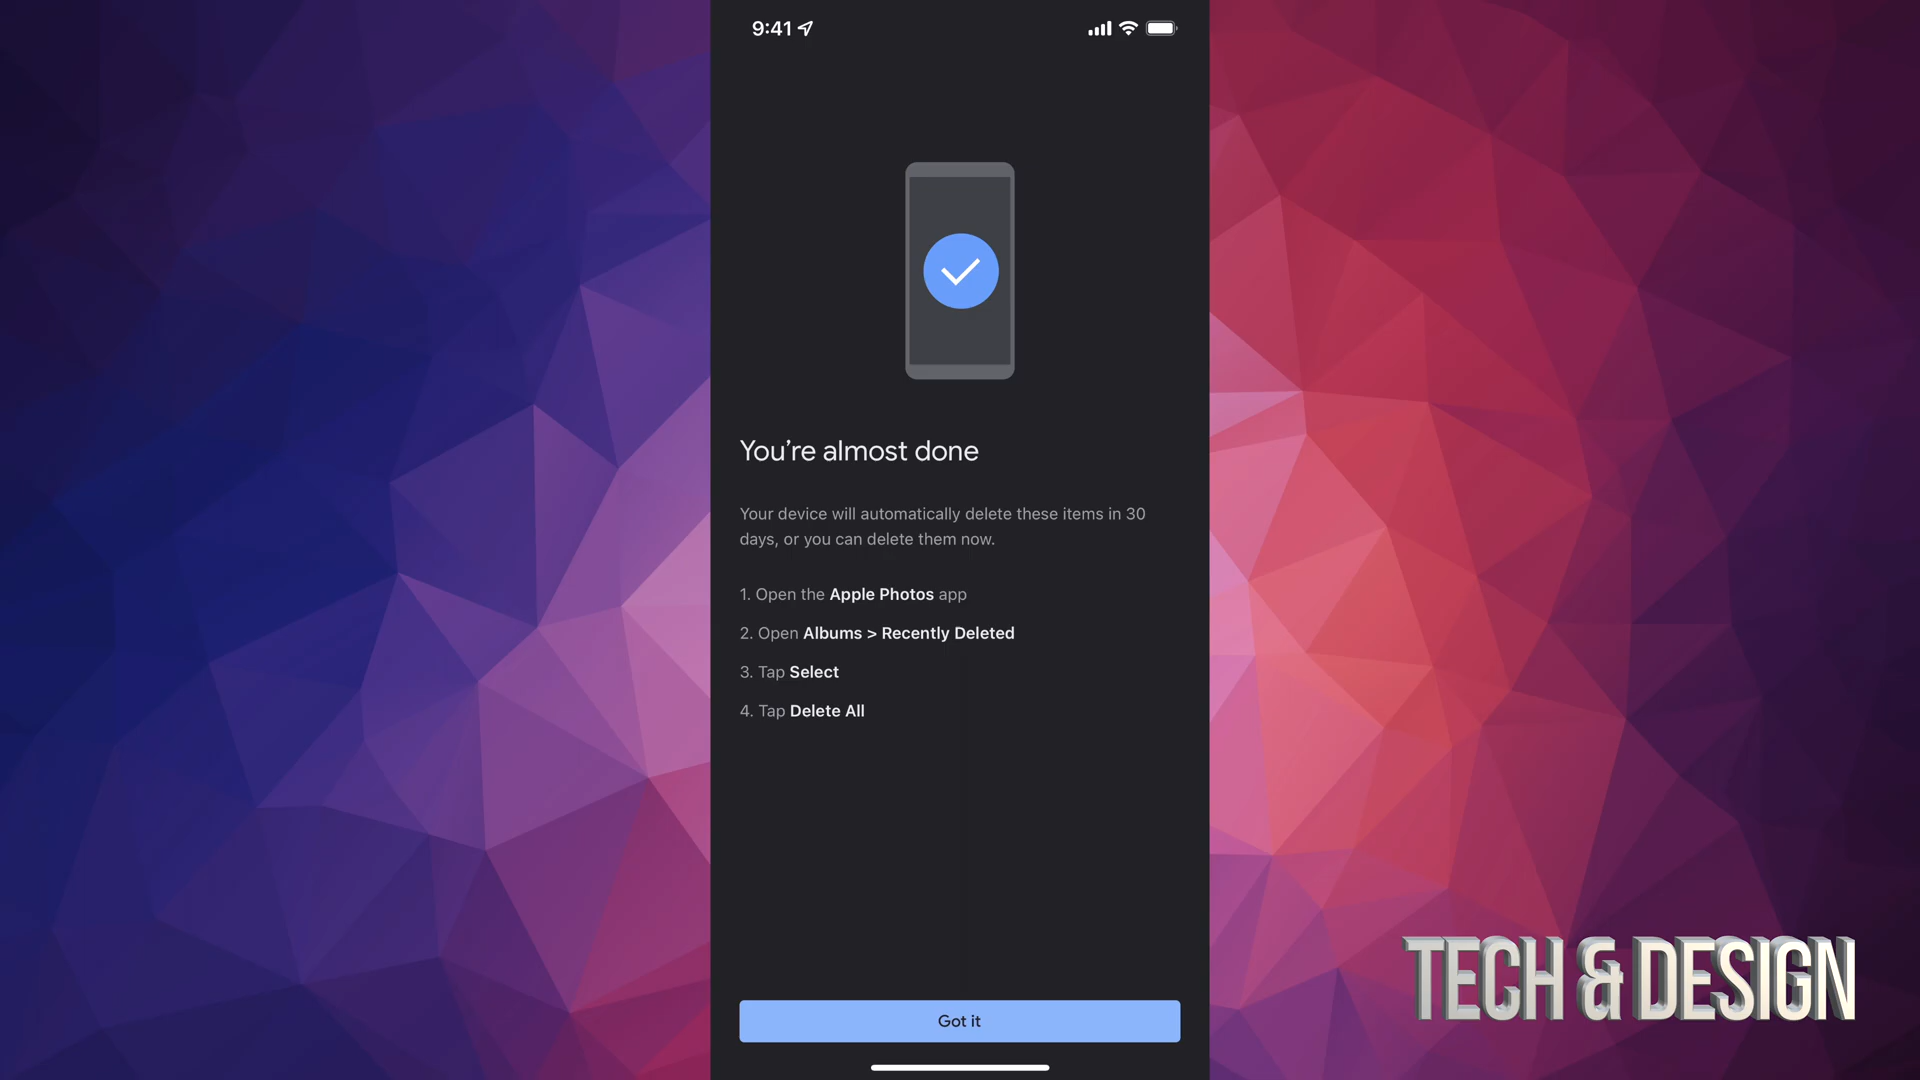 9:41
You’re almost done
Your device will automatically delete these items in 30
days, or you can delete them now.
1. Open the Apple Photos app
2. Open Albums > Recently Deleted
3. Tap Select
4. Tap Delete All
Got it
TECH & DESIGN